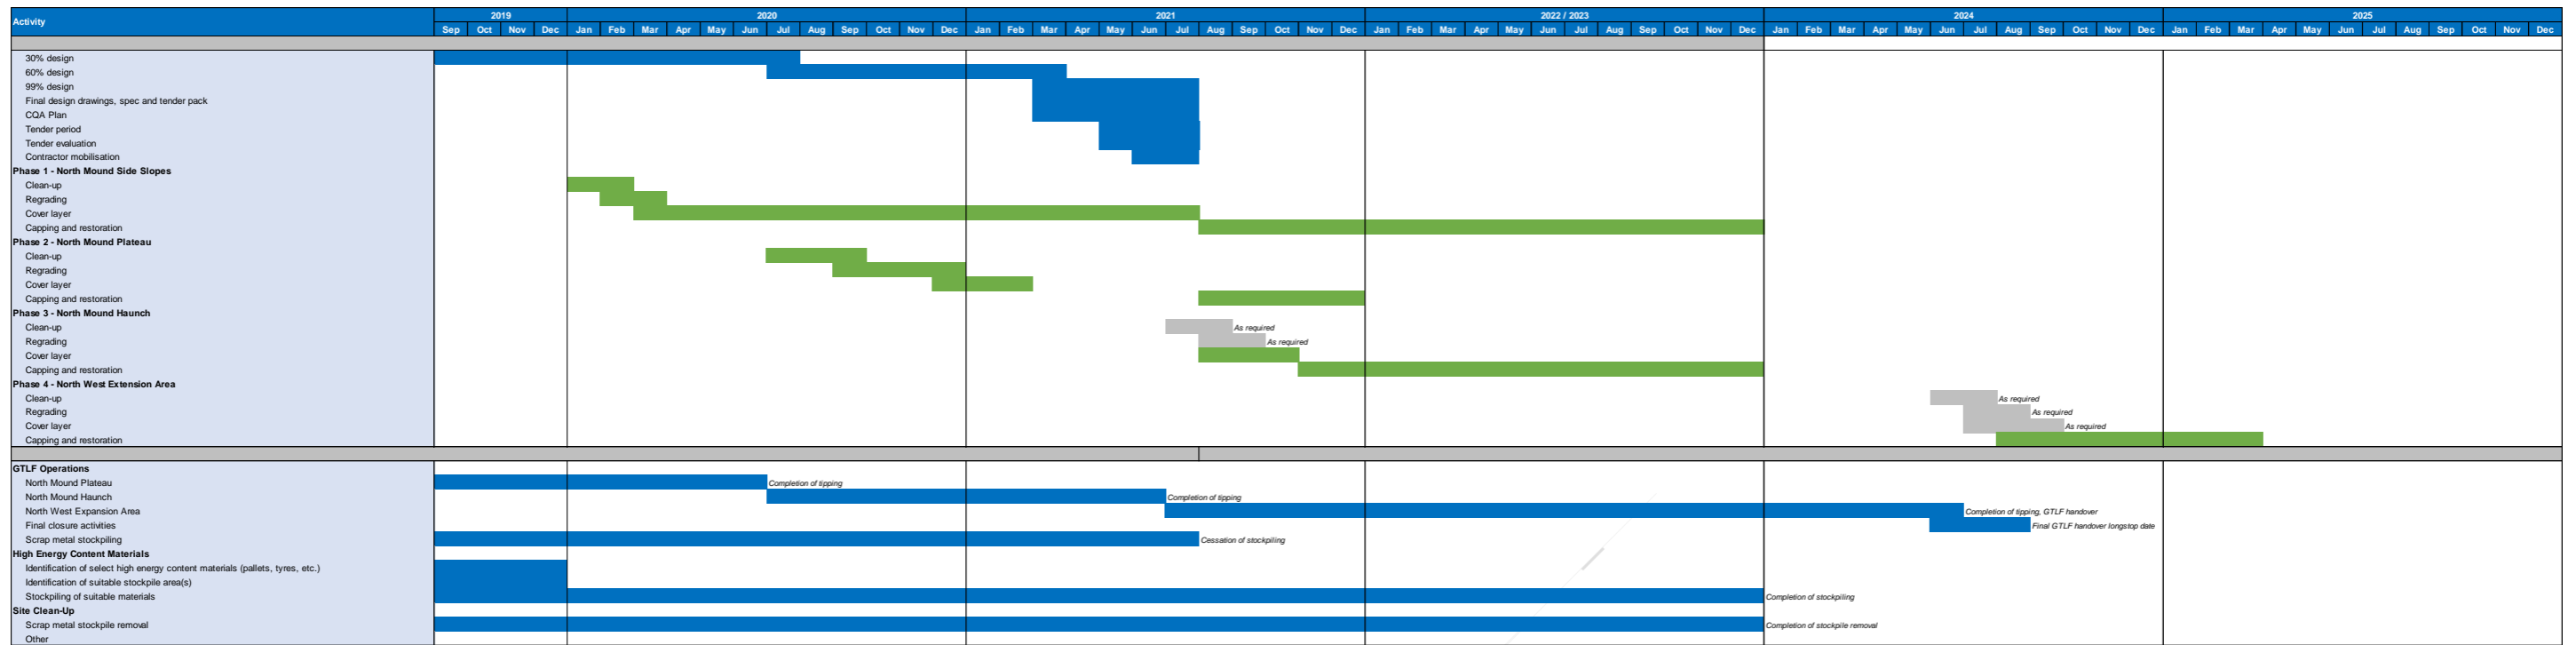 Activity 2019 2020 2021 2022 / 2023 2024 2025
Sep Oct Nov Dec Jan Feb Mar Apr May Jun Jul Aug Sep Oct Nov Dec Jan Feb Mar Apr May Jun Jul Aug Sep Oct Nov Dec Jan Feb Mar Apr May Jun Jul Aug Sep Oct Nov Dec Jan Feb Mar Apr May Jun Jul Aug Sep Oct Nov Dec Jan Feb Mar Apr May Jun Jul Aug Sep Oct Nov Dec
30% design
60% design
99% design
Final design drawings, spec and tender pack
CQA Plan
Tender period
Tender evaluation
Contractor mobilisation
Phase 1 - North Mound Side Slopes
Clean-up
Regrading
Cover layer
Capping and restoration
Phase 2 - North Mound Plateau
Clean-up
Regrading
Cover layer
Capping and restoration
Phase 3 - North Mound Haunch
Clean-up As required
Regrading As required
Cover layer
Capping and restoration
Phase 4 - North West Extension Area
Clean-up As required
Regrading As required
Cover layer As required
Capping and restoration
GTLF Operations
North Mound Plateau Completion of tipping
North Mound Haunch Completion of tipping
North West Expansion Area Completion of tipping, GTLF handover
Final closure activities Final GTLF handover longstop date
Scrap metal stockpiling Cessation of stockpiling
High Energy Content Materials
Identification of select high energy content materials (pallets, tyres, etc.)
Identification of suitable stockpile area(s)
Stockpiling of suitable materials Completion of stockpiling
Site Clean-Up
Scrap metal stockpile removal Completion of stockpile removal
Other